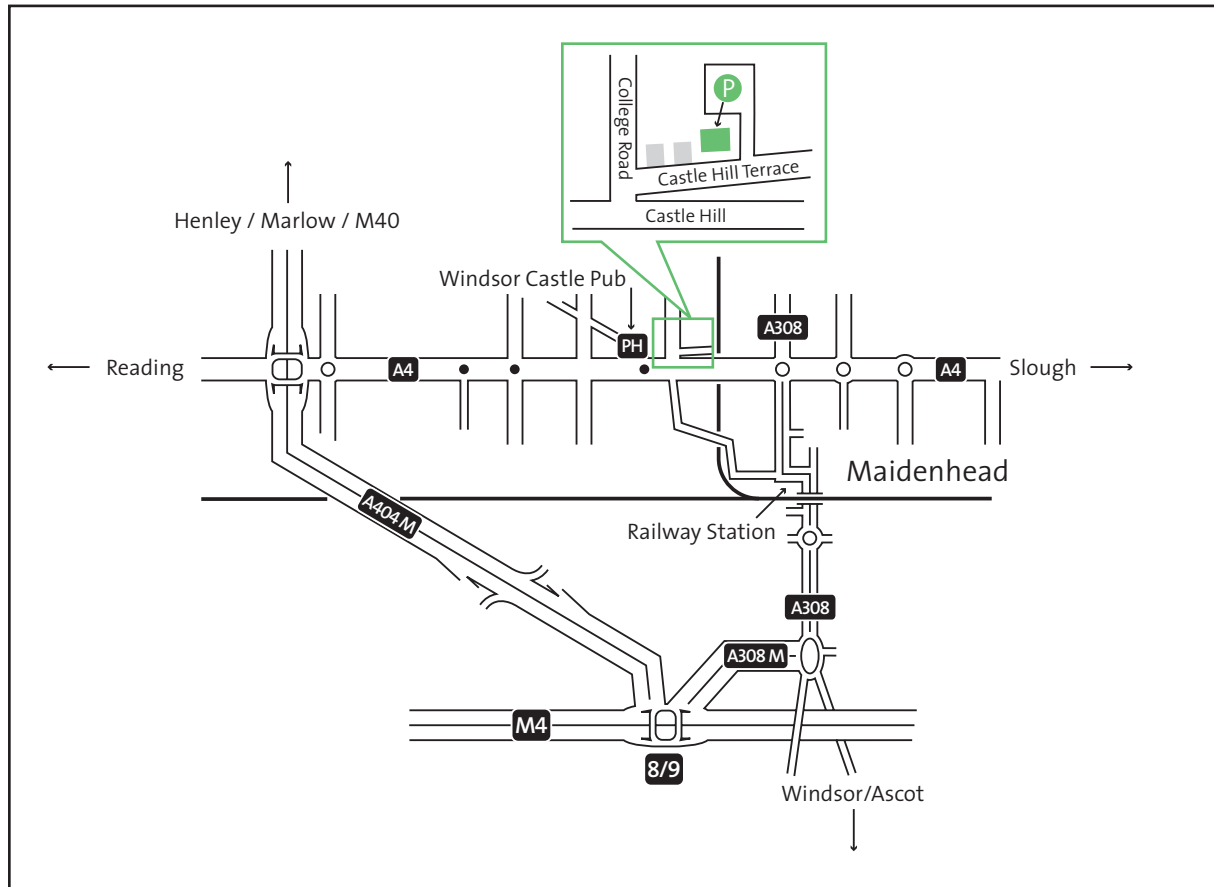 P
College Road
Castle Hill Terrace
Castle Hill
Henley / Marlow / M40
Windsor Castle Pub
A308
PH
Reading
A4
A4
Slough
Maidenhead
A404 M
Railway Station
A308
A308 M
M4
8/9
Windsor/Ascot